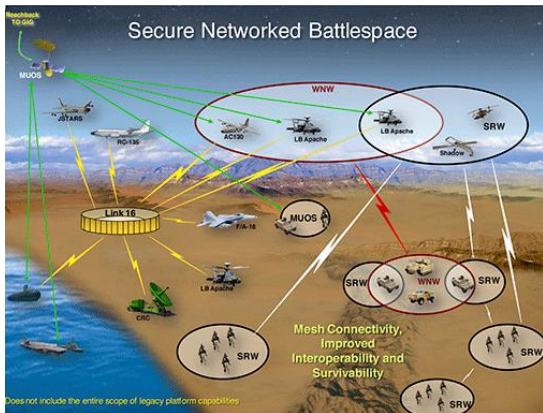 Reachback
TO GIG
Secure Networked Battlespace
MUOS
WNW
JSTARS
RC-135
AC130
LB Apache
LB Apache
SRW
Shadow
Link 16
F/A-18
MUOS
LB Apache
SRW
WNW
SRW
CRC
Mesh Connectivity,
Improved
Interoperability and
Survivability
SRW
SRW
SRW
Does not include the entire scope of legacy platform capabilities